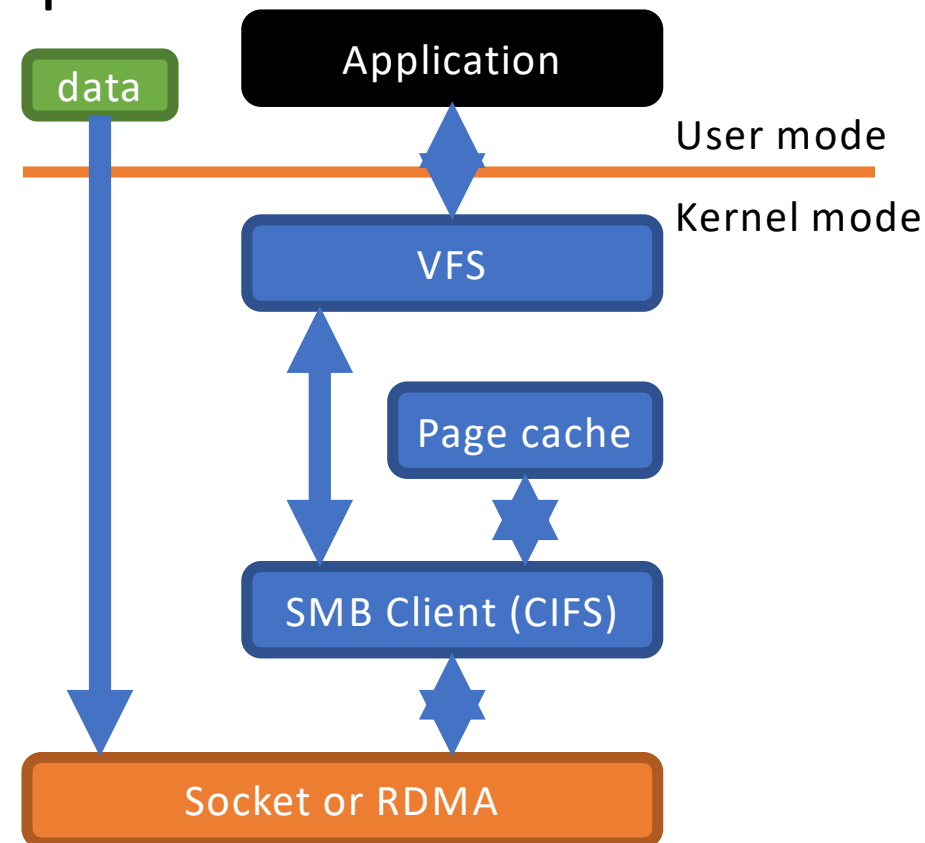 data
Application
User mode
Kernel mode
VFS
Page cache
SMB Client (CIFS)
Socket or RDMA